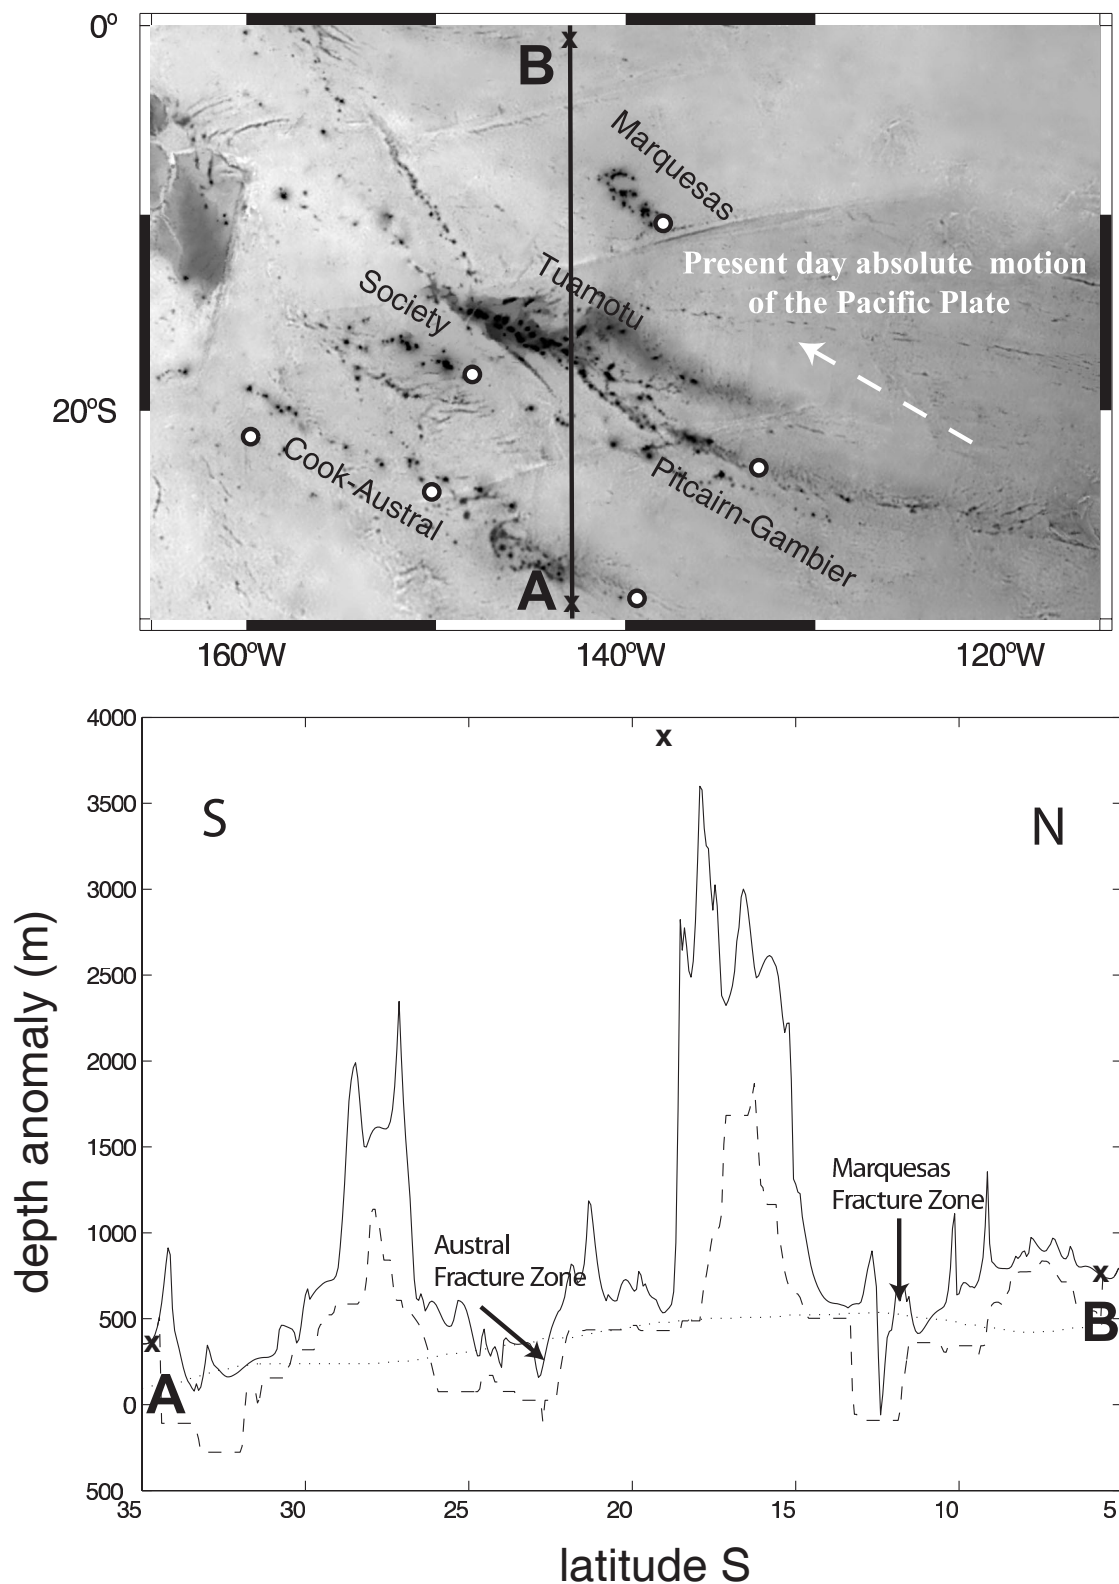 0º
B
x
Marquesas
Tuamotu
Present day absolute motion
of the Pacific Plate
Society
20ºS
Cook-Austral
Pitcairn-Gambier
A
x
160ºW
140ºW
120ºW
4000
x
3500
S
N
3000
2500
2000
1500
Marquesas
Fracture Zone
1000
Austral
Fracture Zone
500
x
x
B
A
0
500
35
30
25
20
15
10
5
depth anomaly (m)
latitude S